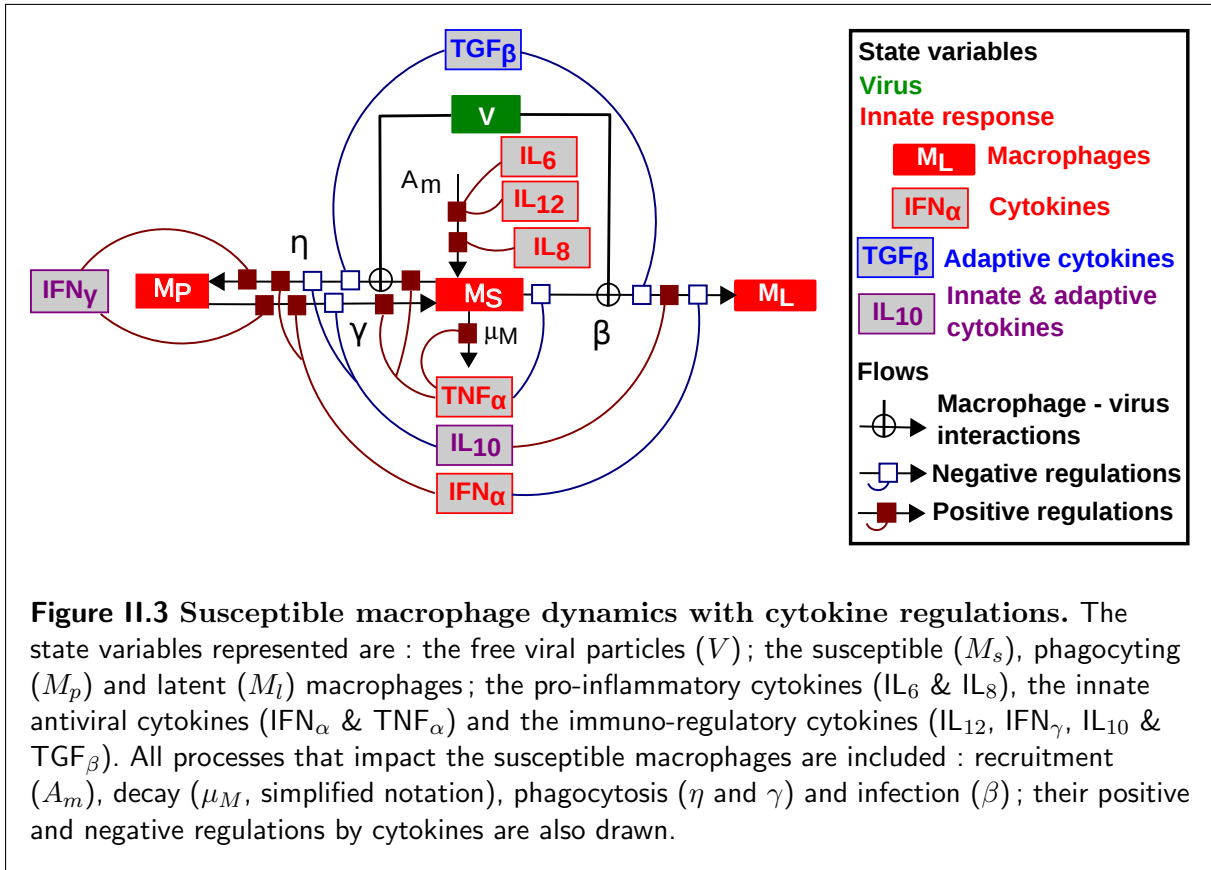 TGFβ
V
IL6
Am
IL12
IL8
η
IFNγ
MP
MS
ML
γ
μM
β
TNFα
IL10
IFNα
State variables
Virus
Innate response
ML Macrophages
IFNα Cytokines
TGFβ Adaptive cytokines
IL10 Innate & adaptive
cytokines
Flows
Macrophage - virus
interactions
Negative regulations
Positive regulations
Figure II.3 Susceptible macrophage dynamics with cytokine regulations. The
state variables represented are : the free viral particles (V) ; the susceptible (Ms), phagocyting
(Mp) and latent (Ml) macrophages ; the pro-inflammatory cytokines (IL6 & IL8), the innate
antiviral cytokines (IFNα & TNFα) and the immuno-regulatory cytokines (IL12, IFNγ, IL10 &
TGFβ). All processes that impact the susceptible macrophages are included : recruitment
(Am), decay (μM, simplified notation), phagocytosis (η and γ) and infection (β) ; their positive
and negative regulations by cytokines are also drawn.